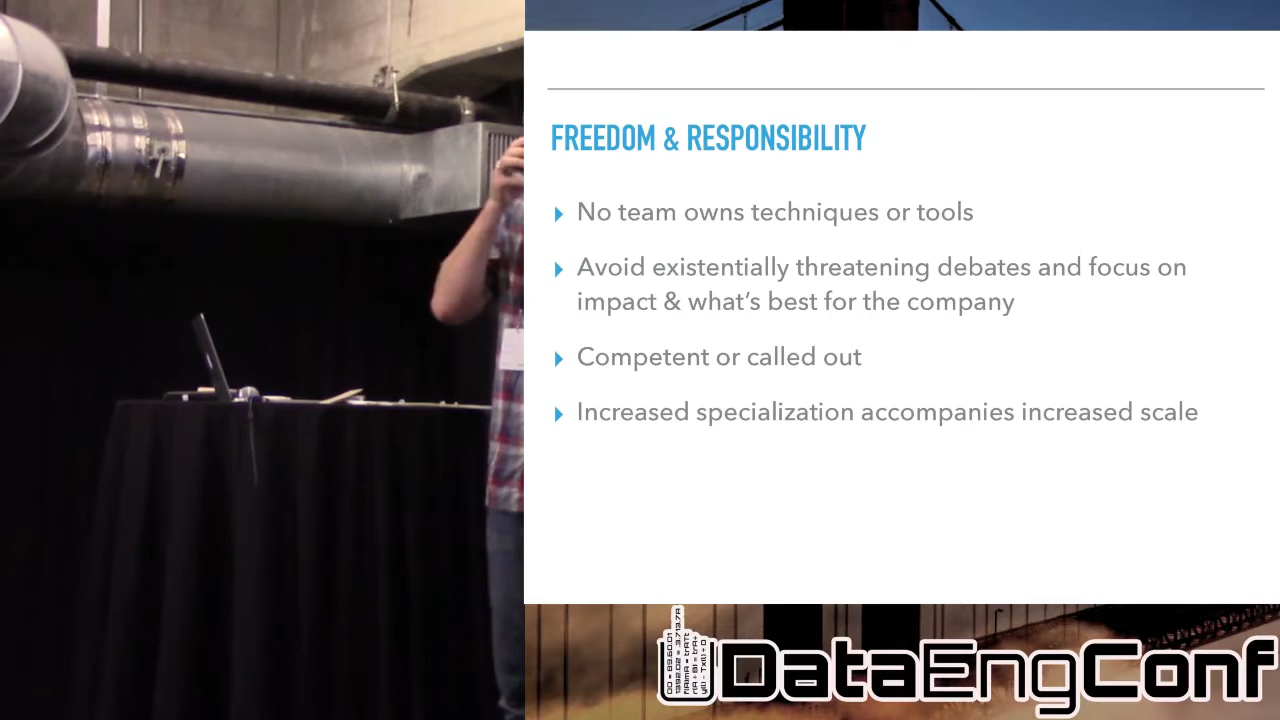 FREEDOM & RESPONSIBILITY
No team owns techniques or tools
Avoid existentially threatening debates and focus on
impact & what's best for the company
Competent or called out
Increased specialization accompanies increased scale
DataEngConf